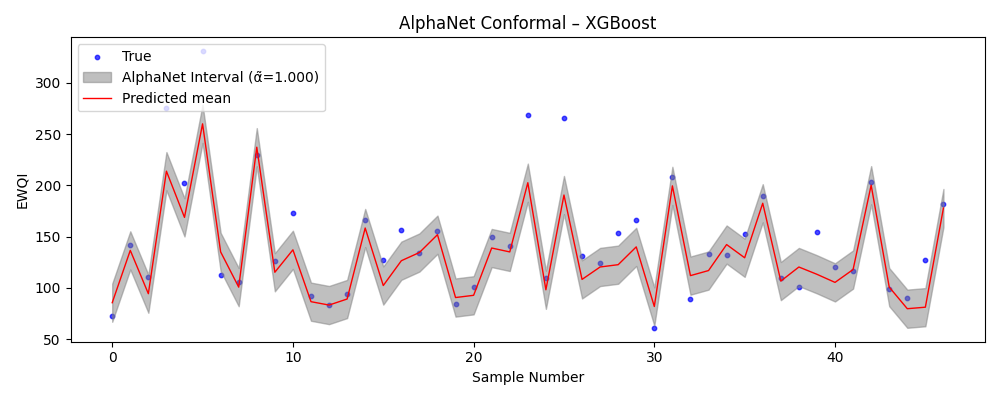 AlphaNet Conformal – XGBoost
True
AlphaNet Interval (α̃=1.000)
Predicted mean
EWQI
300
250
200
150
100
50
0 10 20 30 40
Sample Number